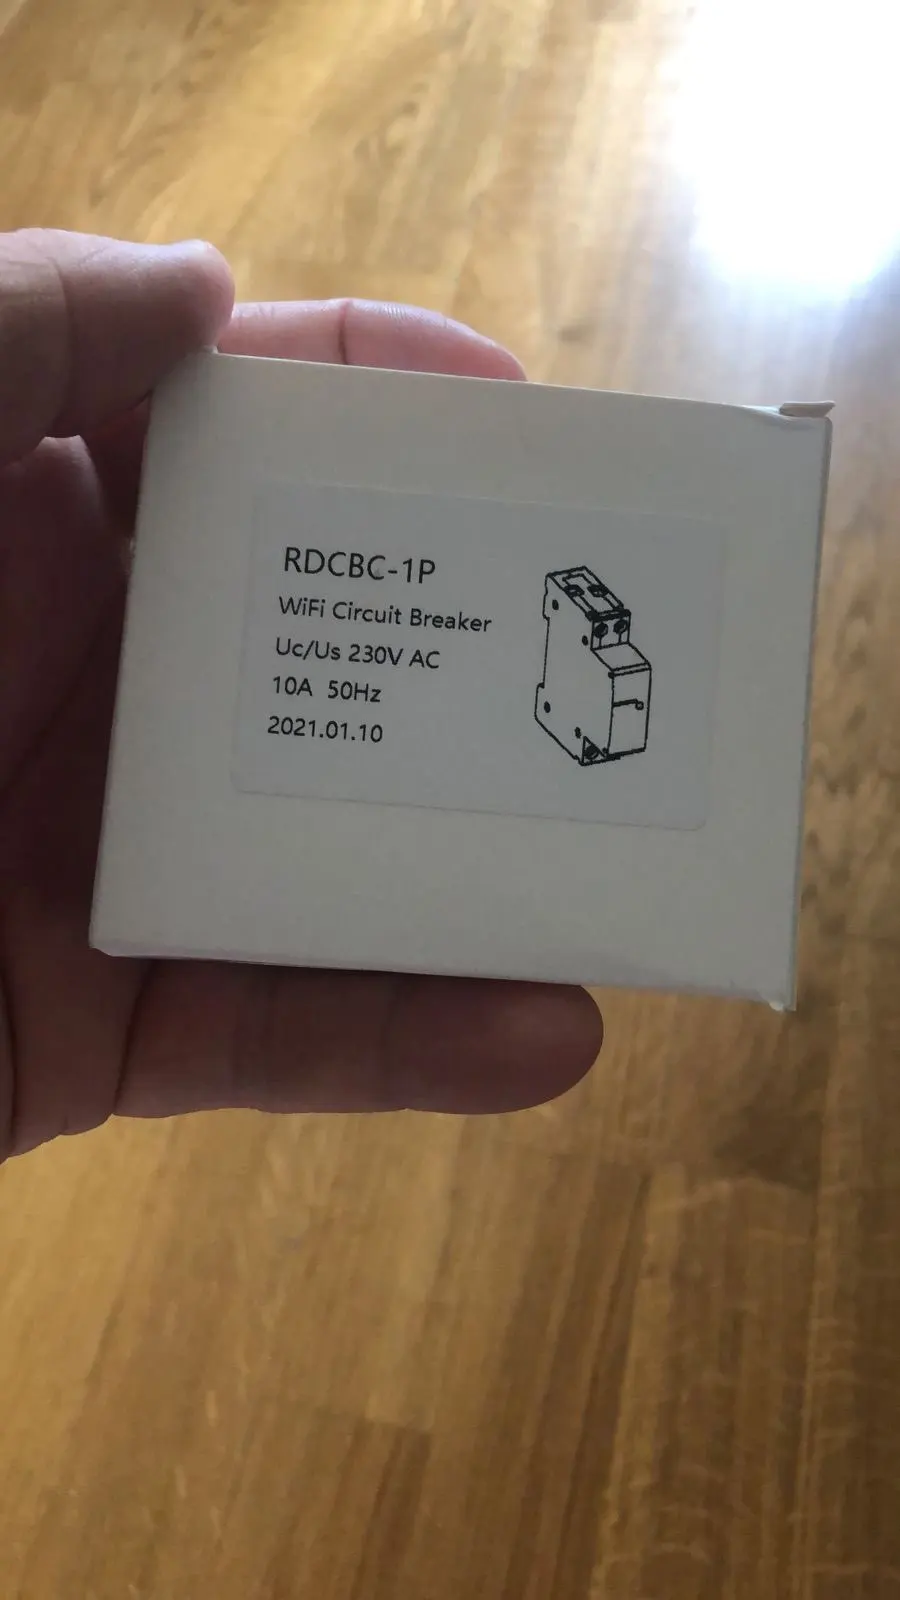 RDCBC-1P
WiFi Circuit Breaker
Uc/Us 230V AC
10A 50Hz
2021.01.10